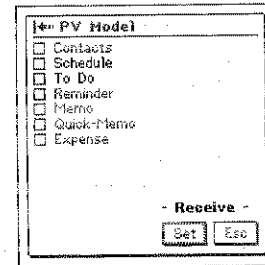 PV Model
Contacts
Schedule
To Do
Reminder
Memo
Quick-Memo
Expense
- Receive -
Set Esc